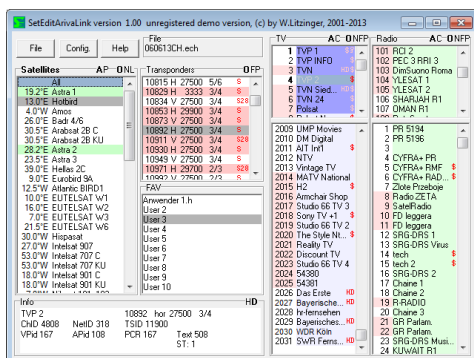 SetEditArivaLink version 1.00 unregistered demo version, (c) by W.Litzinger, 2001-2013
File Config. Help
File
060613CH.ech
Satellites AP-ONL
All
19.2°E Astra 1
13.0°E Hotbird
4.0°W Amos
26.0°E Badr 4/6
30.5°E Arabsat 2B C
30.5°E Arabsat 2B KU
28.2°E Astra 2
23.5°E Astra 3
39.0°E Hellas 2C
9.0°E Eurobird 9A
12.5°W Atlantic BIRD1
10.0°E EUTELSAT W1
16.0°E EUTELSAT W2
7.0°E EUTELSAT W3
21.5°E EUTELSAT W6
30.0°W Hispasat
27.0°W Intelsat 907
53.0°W Intelsat 707 C
53.0°W Intelsat 707 KU
18.0°W Intelsat 901 C
18.0°W Intelsat 901 KU
Transponders OFP
10815 H 27500 5/6 S
10829 H 3333 3/4 S
10834 V 27500 3/4 S28
10853 H 29900 3/4 S
10873 V 27500 3/4 S
10892 H 27500 3/4 S
10911 V 27500 3/4 S28
10930 H 27500 3/4 S
10949 V 27500 3/4 S
10971 H 29700 2/3 S28
FAV
Anwender 1.h
User 2
User 3
User 4
User 5
User 6
User 7
User 8
User 9
User 10
TV AC-ONFP
1 TVP 1
2 TVP INFO
3 TVN
4 TVP 2
5 TVN Sied...
6 TVN 24
7 Polsat
2009 UMP Movies
2010 DM Digital
2011 AIT Int'l $
2012 NTV
2013 Vintage TV
2014 MATV National
2015 H2 $
2016 Armchair Shop
2017 Studio 66 TV 3
2018 Sony TV +1 $
2019 Studio 66 TV 2
2020 The Style Nt... $
2021 Reality TV
2022 Discount TV
2023 Studio 66 TV 4
2024 54380
2025 54381
2026 Das Erste HD
2027 Bayerische... HD
2028 hr-fernsehen
2029 Bayerisches... HD
2030 WDR Köln
2031 SWR Ferns... HD
Radio AC-ONFP
101 RCI 2
102 PEC 3 RRI 3
103 DimSuono Roma
104 YLESAT 1
105 YLESAT 2
106 SHARJAH R1
107 OMAN R1
1 PR 5194
2 PR 5196
3
4 CYFRA+ PR
5 CYFRA+ RMF $
6 CYFRA+ RAD... $
7 Zlote Przeboje
8 Radio ZETA
9 SatelRadio
10 FD leggera
11 FD leggera
12 SRG-DRS 1
13 SRG-DRS Virus
14 tech $
15 tech 2 $
16 SRG-DRS 2
17 Chaine 1
18 Chaine 2
19 R-RADIO
20 Chaine 3
21 GR Parlam.
22 GR Parlam.
23 SRG-DRS Musi...
24 KUWAIT R1
Info HD
TVP 2 10892 hor 27500 3/4
ChID 4808 NetID 318 TSID 11900
VPid 167 APid 108 PCR 167 Text 508
ST: 1